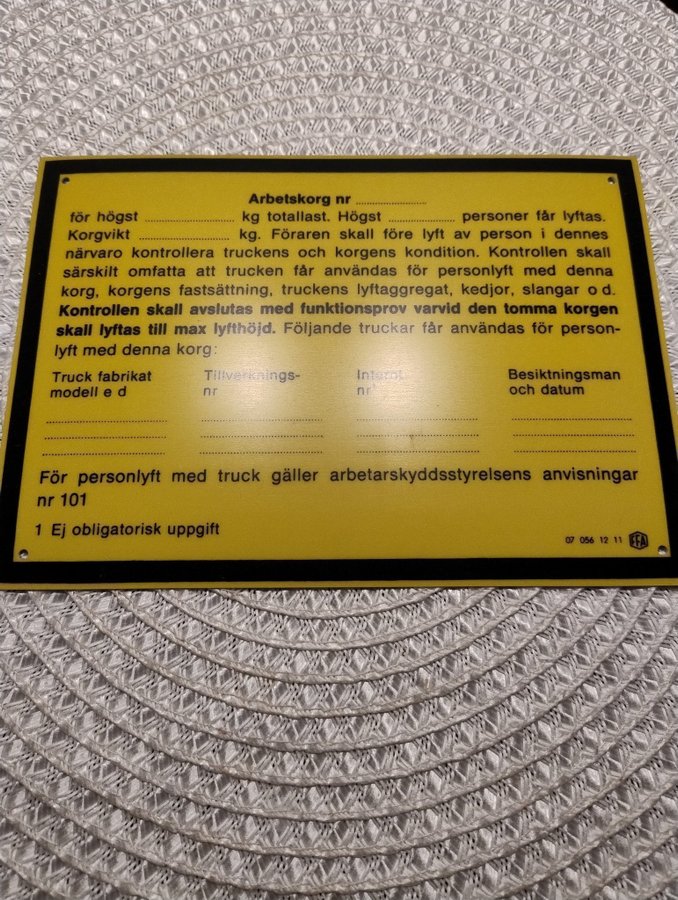 Arbetskorg nr ....................
för högst .................... kg totallast. Högst .................... personer får lyftas.
Korgvikt .................... kg. Föraren skall före lyft av person i dennes
närvaro kontrollera truckens och korgens kondition. Kontrollen skall
särskilt omfatta att trucken får användas för personlyft med denna
korg, korgens fastsättning, truckens lyftaggregat, kedjor, slangar o d.
Kontrollen skall avslutas med funktionsprov varvid den tomma korgen
skall lyftas till max lyfthöjd. Följande truckar får användas för person-
lyft med denna korg:
Truck fabrikat Tillverknings- Internt Besiktningsman
modell e d nr nr¹ och datum
För personlyft med truck gäller arbetarskyddsstyrelsens anvisningar
nr 101
1 Ej obligatorisk uppgift
07 056 12 11 FFA